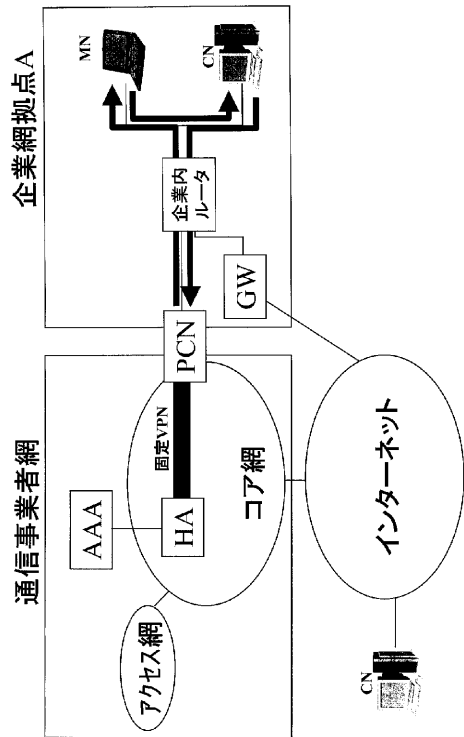 通信事業者網
企業網拠点A
AAA
HA
固定VPN
PCN
アクセス網
コア網
企業内
ルータ
GW
MN
CN
インターネット
CN